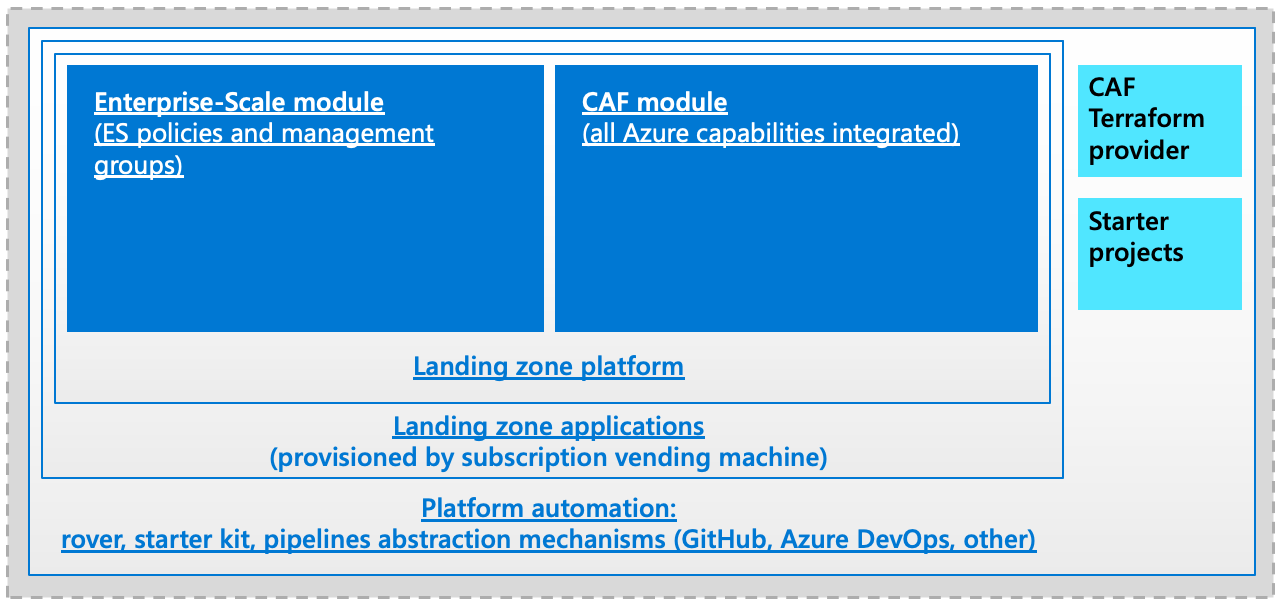 Enterprise-Scale module
(ES policies and management
groups)
CAF module
(all Azure capabilities integrated)
CAF
Terraform
provider
Starter
projects
Landing zone platform
Landing zone applications
(provisioned by subscription vending machine)
Platform automation:
rover, starter kit, pipelines abstraction mechanisms (GitHub, Azure DevOps, other)